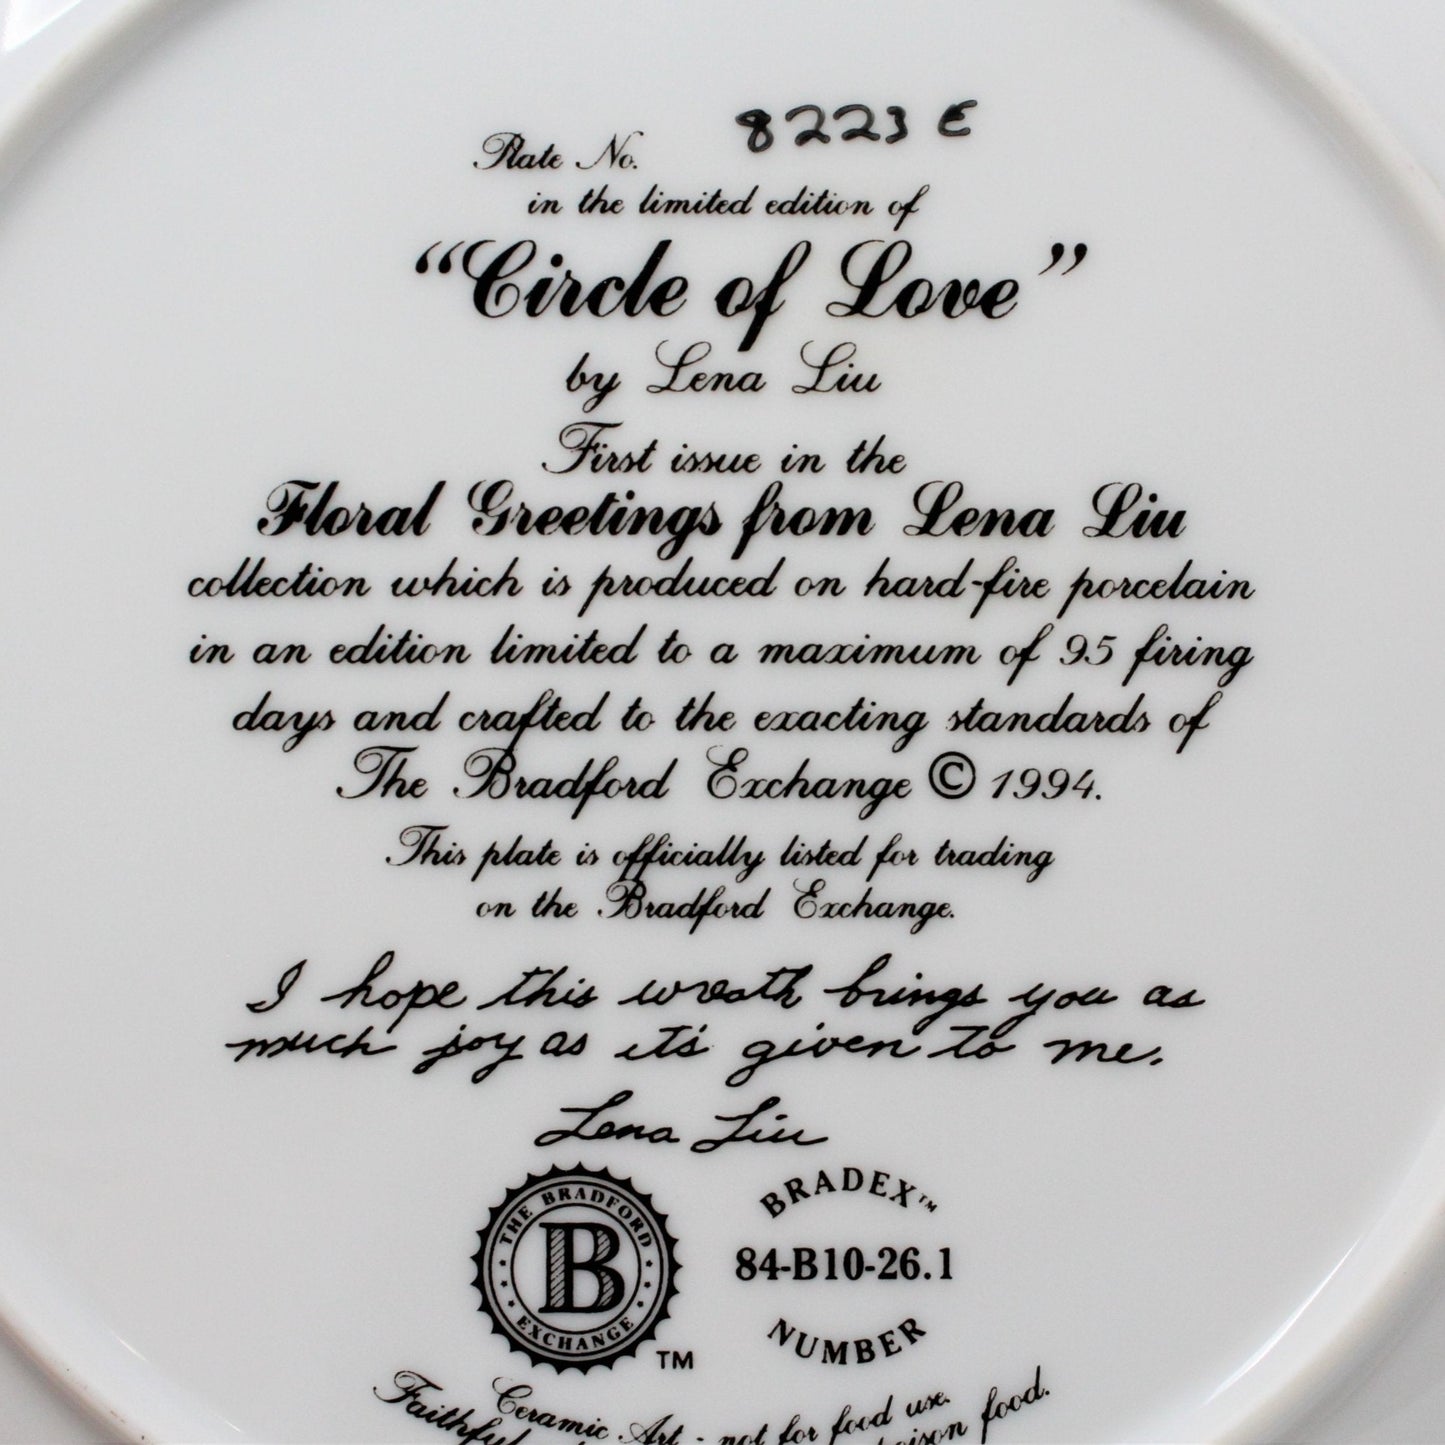 Plate No. 8223 E
in the limited edition of
“Circle of Love”
by Lena Liu
First issue in the
Floral Greetings from Lena Liu
collection which is produced on hard-fire porcelain
in an edition limited to a maximum of 95 firing
days and crafted to the exacting standards of
The Bradford Exchange © 1994.
This plate is officially listed for trading
on the Bradford Exchange.
I hope this wreath brings you as
much joy as it's given to me.
Lena Liu
THE BRADFORD
B
EXCHANGE
TM
BRADEX™
84-B10-26.1
NUMBER
Ceramic Art - not for food use.
Faithful poison food.